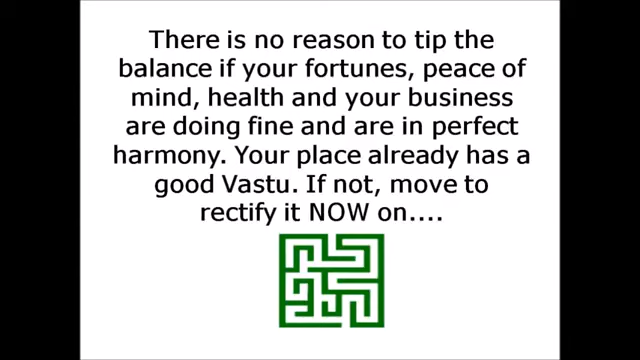 There is no reason to tip the
balance if your fortunes, peace of
mind, health and your business
are doing fine and are in perfect
harmony. Your place already has a
good Vastu. If not, move to
rectify it NOW on....